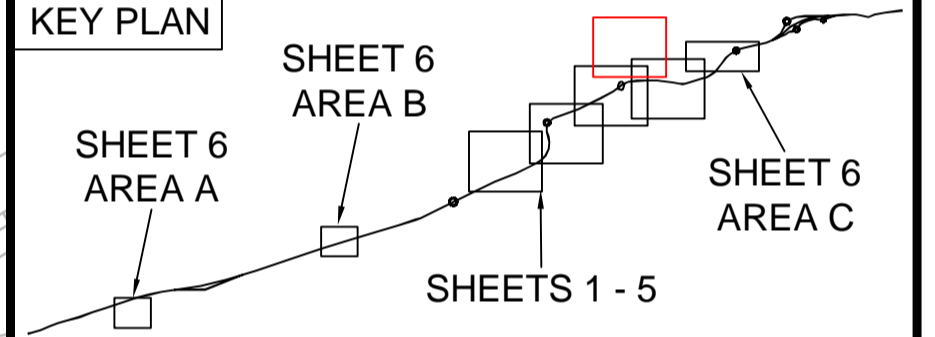 KEY PLAN
SHEET 6
AREA B
SHEET 6
AREA A
SHEET 6
AREA C
SHEETS 1 - 5